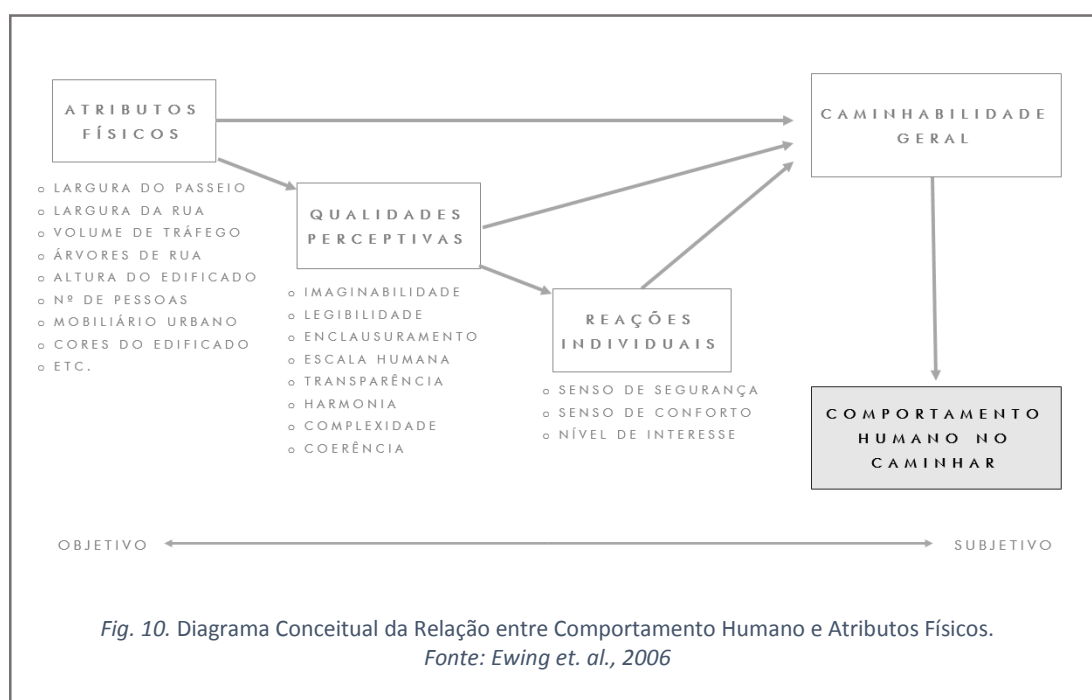 ATRIBUTOS
FÍSICOS
o LARGURA DO PASSEIO
o LARGURA DA RUA
o VOLUME DE TRÁFEGO
o ÁRVORES DE RUA
o ALTURA DO EDIFICADO
o Nº DE PESSOAS
o MOBILIÁRIO URBANO
o CORES DO EDIFICADO
o ETC.
QUALIDADES
PERCEPTIVAS
o IMAGINABILIDADE
o LEGIBILIDADE
o ENCLAUSURAMENTO
o ESCALA HUMANA
o TRANSPARÊNCIA
o HARMONIA
o COMPLEXIDADE
o COERÊNCIA
REAÇÕES
INDIVIDUAIS
o SENSO DE SEGURANÇA
o SENSO DE CONFORTO
o NÍVEL DE INTERESSE
CAMINHABILIDADE
GERAL
COMPORTAMENTO
HUMANO NO
CAMINHAR
OBJETIVO
SUBJETIVO
Fig. 10. Diagrama Conceitual da Relação entre Comportamento Humano e Atributos Físicos.
Fonte: Ewing et. al., 2006